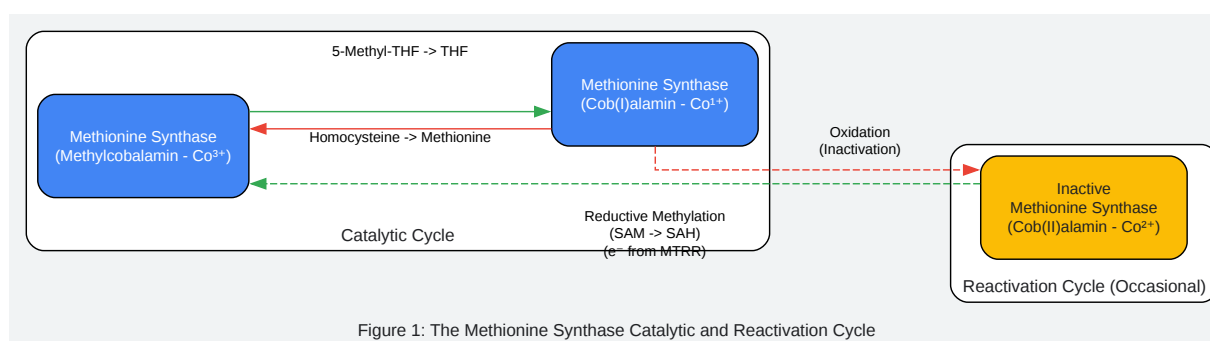 5-Methyl-THF -> THF
Methionine Synthase
(Cob(I)alamin - Co¹⁺)
Methionine Synthase
(Methylcobalamin - Co³⁺)
Homocysteine -> Methionine
Oxidation
(Inactivation)
Inactive
Methionine Synthase
(Cob(II)alamin - Co²⁺)
Reductive Methylation
(SAM -> SAH)
(e⁻ from MTRR)
Catalytic Cycle
Reactivation Cycle (Occasional)
Figure 1: The Methionine Synthase Catalytic and Reactivation Cycle